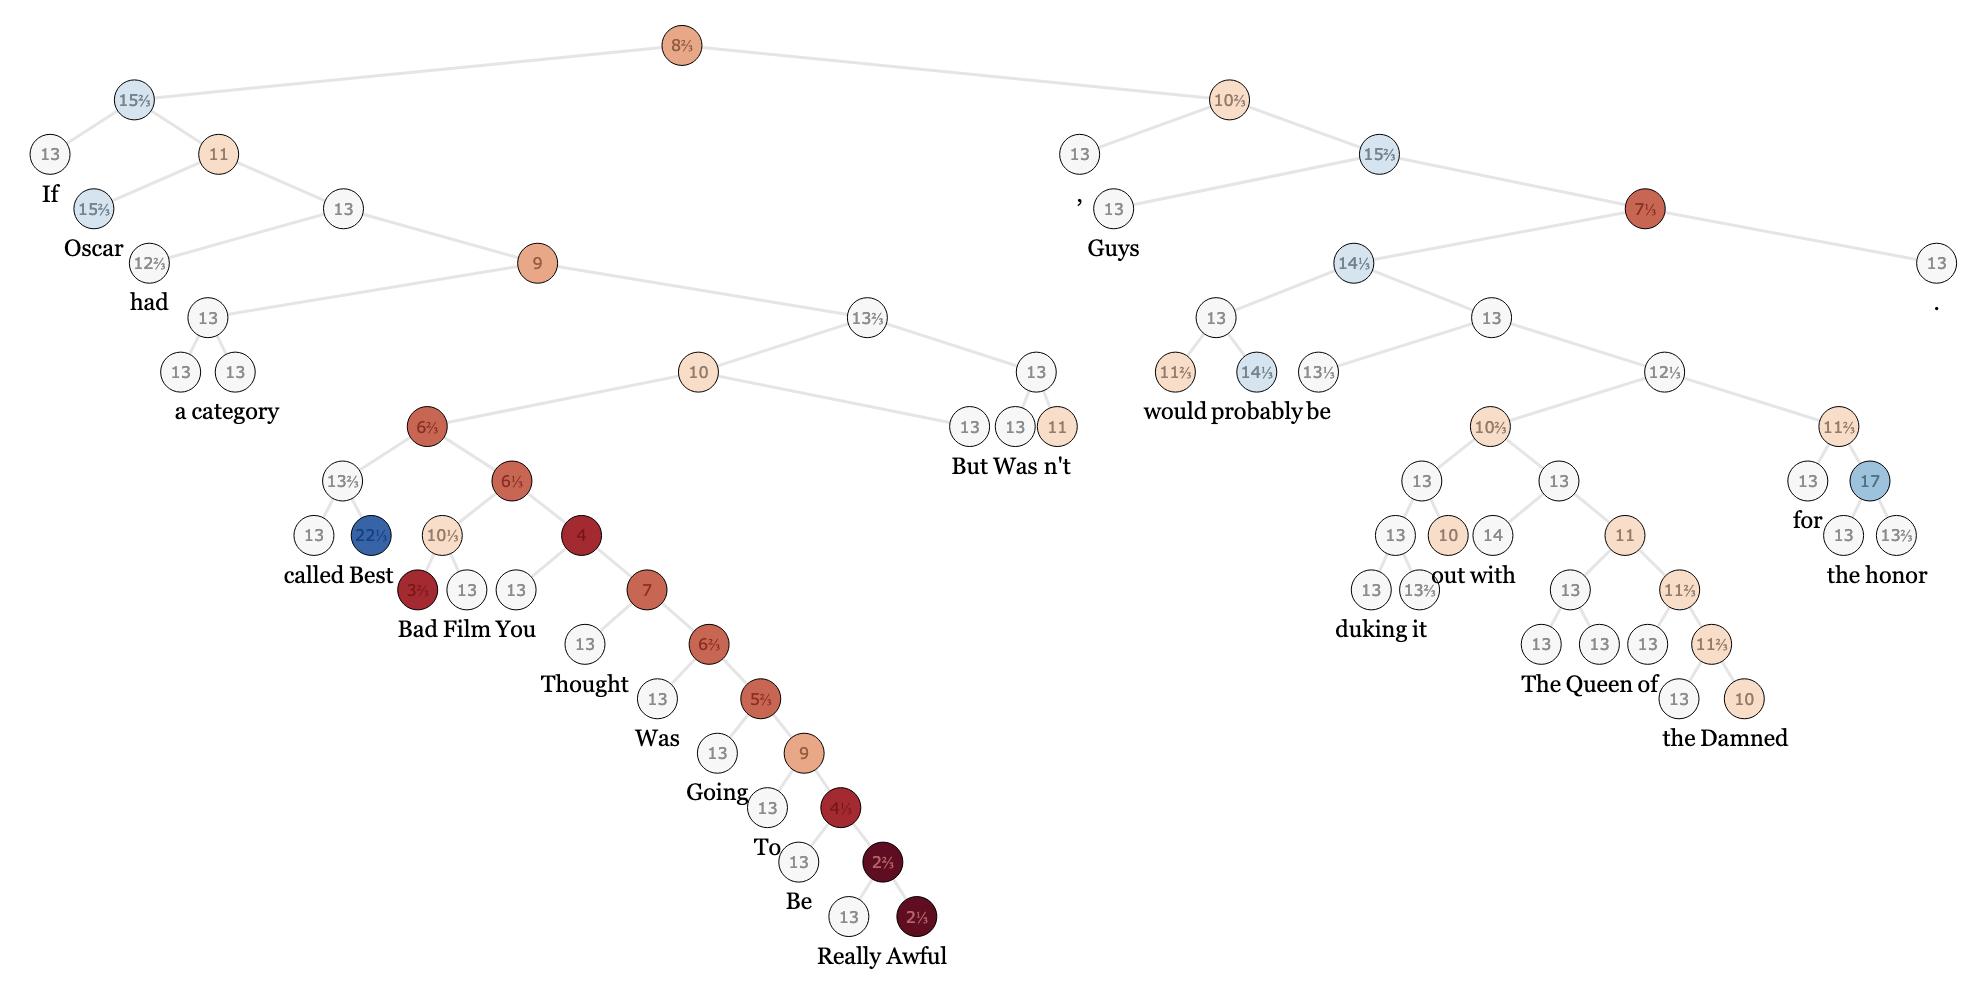 8⅔
15⅔ 10⅔
13 11 13 15⅔
If
15⅔ 13 , 13 7⅓
Oscar Guys
12⅔ 9 14⅓ 13
had .
13 13⅔ 13 13
13 13 10 13 11⅔ 14⅓ 13⅓ 12⅓
a category would probably be
6⅔ 13 13 11 10⅔ 11⅔
But Was n't
13⅔ 6⅓ 13 13 13 17
for
13 22⅓ 10⅓ 4 13 10 14 11 13 13⅔
called Best out with the honor
3⅔ 13 13 7 13 13⅔ 13 11⅔
Bad Film You duking it
13 6⅔ 13 13 13 11⅔
Thought The Queen of
13 5⅔ 13 10
Was the Damned
13 9
Going
13 4⅓
To
13 2⅔
Be
13 2⅓
Really Awful